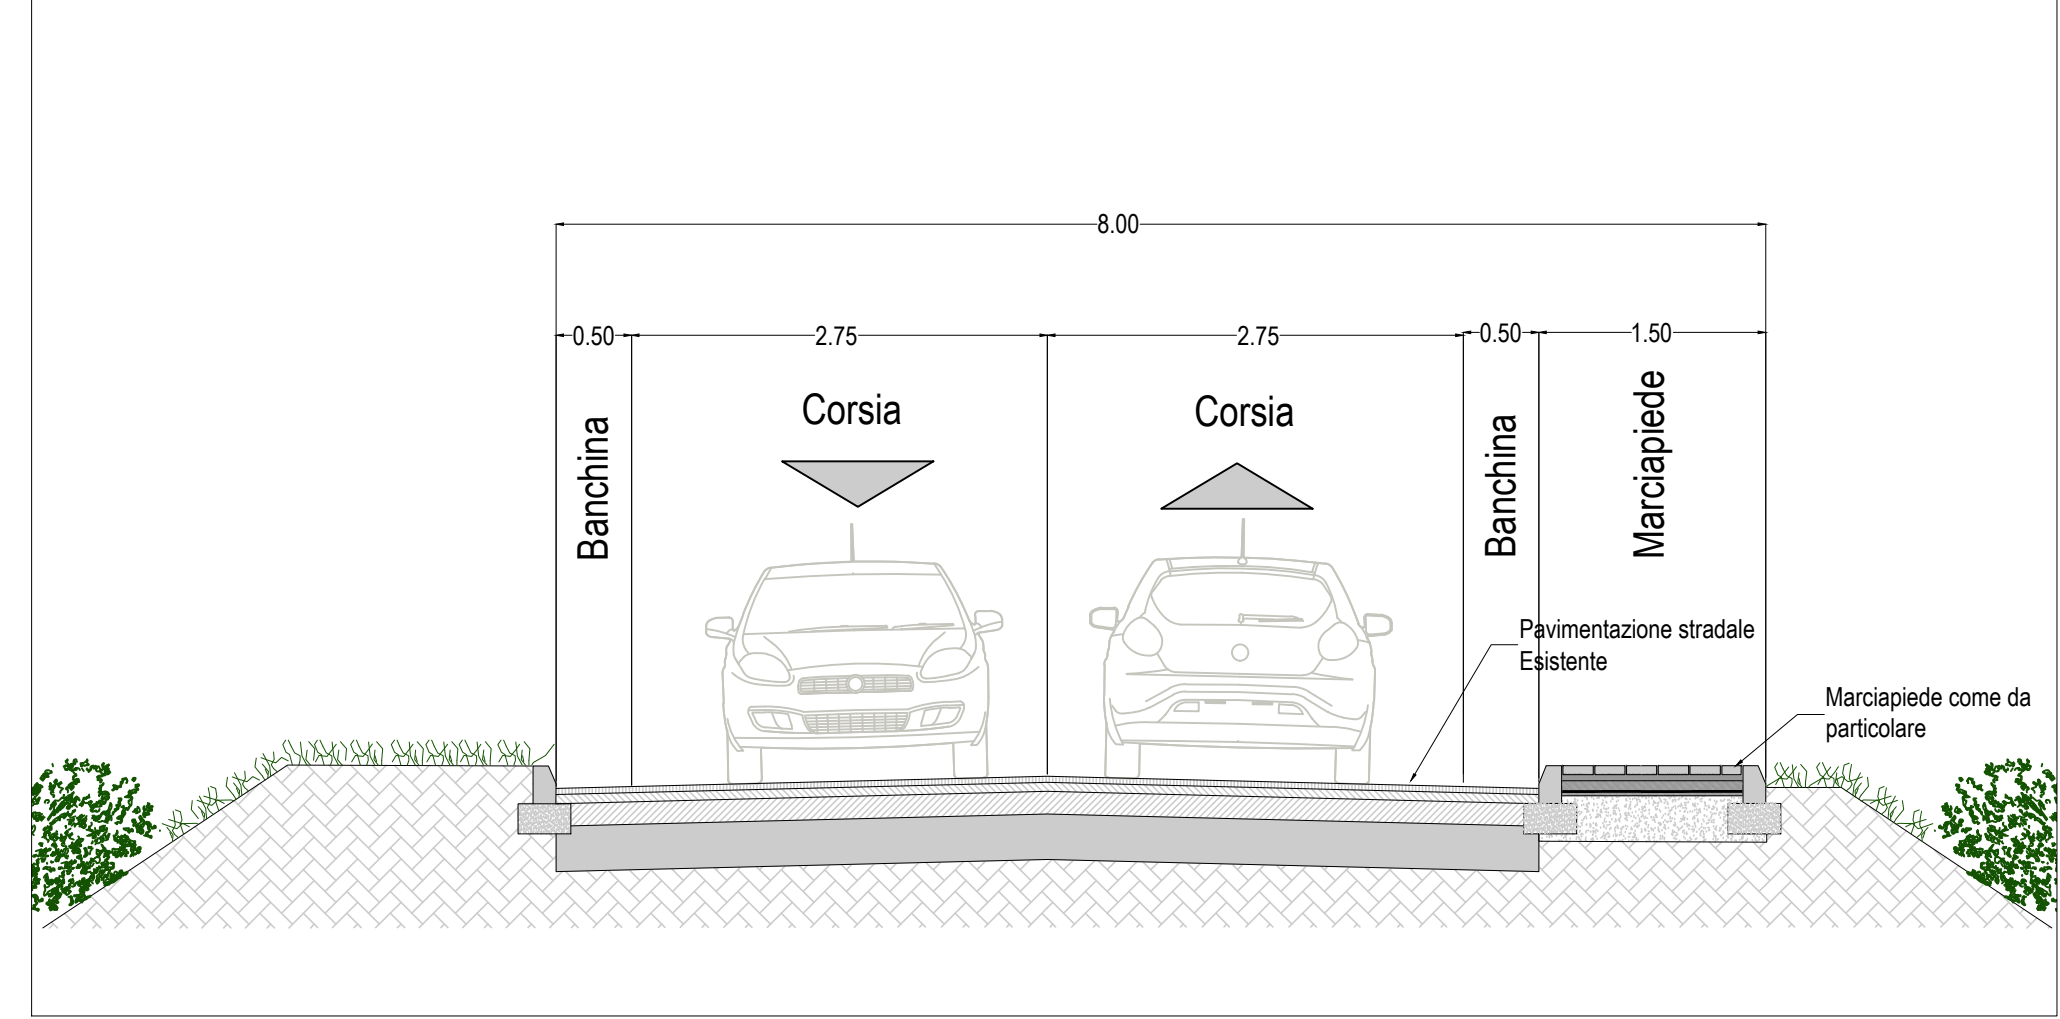 8.00
0.50
2.75
2.75
0.50
1.50
Banchina
Corsia
Corsia
Banchina
Marciapiede
Pavimentazione stradale
Esistente
Marciapiede come da
particolare